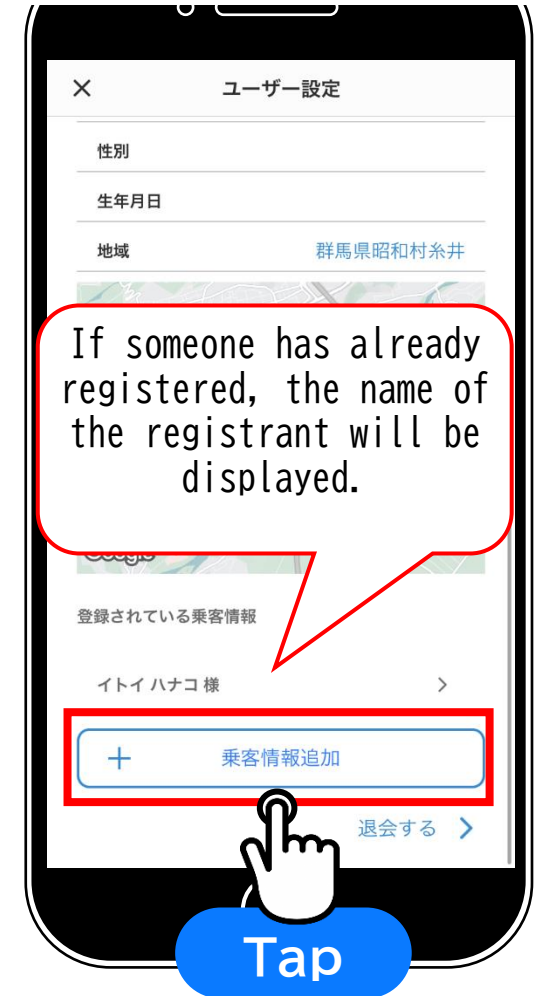 ×
ユーザー設定
性別
生年月日
地域 群馬県昭和村糸井
If someone has already
registered, the name of
the registrant will be
displayed.
Google
登録されている乗客情報
イトイ ハナコ 様 >
+ 乗客情報追加
退会する >
Tap